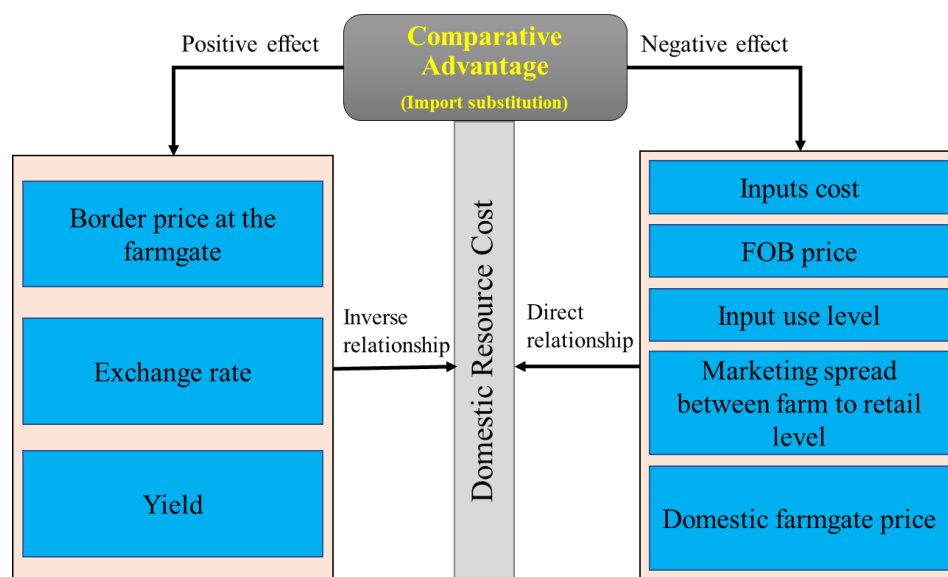 Positive effect
Comparative
Advantage
(Import substitution)
Negative effect
Border price at the
farmgate
Exchange rate
Yield
Inverse
relationship
Domestic Resource Cost
Direct
relationship
Inputs cost
FOB price
Input use level
Marketing spread
between farm to retail
level
Domestic farmgate price